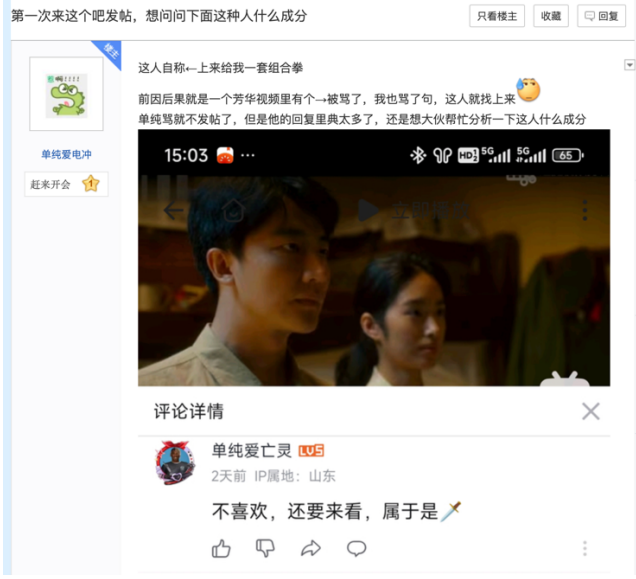 第一次来这个吧发帖，想问问下面这种人什么成分
只看楼主
收藏
回复
楼主
单纯爱电冲
赶来开会 1
这人自称←上来给我一套组合拳
前因后果就是一个芳华视频里有个→被骂了，我也骂了句，这人就找上来
单纯骂就不发帖了，但是他的回复里典太多了，还是想大伙帮忙分析一下这人什么成分
15:03 ··· HD 5G 5G 65
评论详情
单纯爱亡灵 LV5
2天前 IP属地：山东
不喜欢，还要来看，属于是